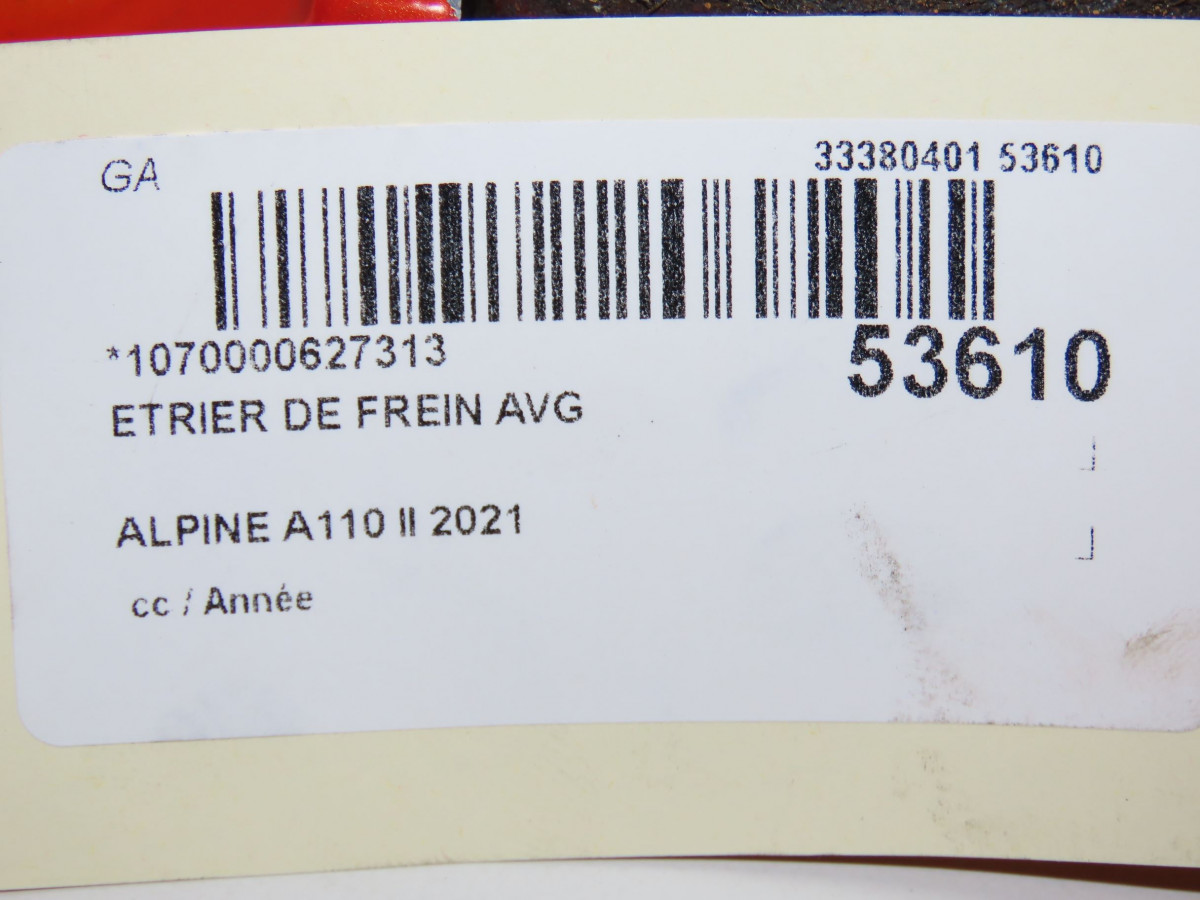 GA
33380401 53610
*1070000627313
53610
ETRIER DE FREIN AVG
ALPINE A110 II 2021
cc / Année